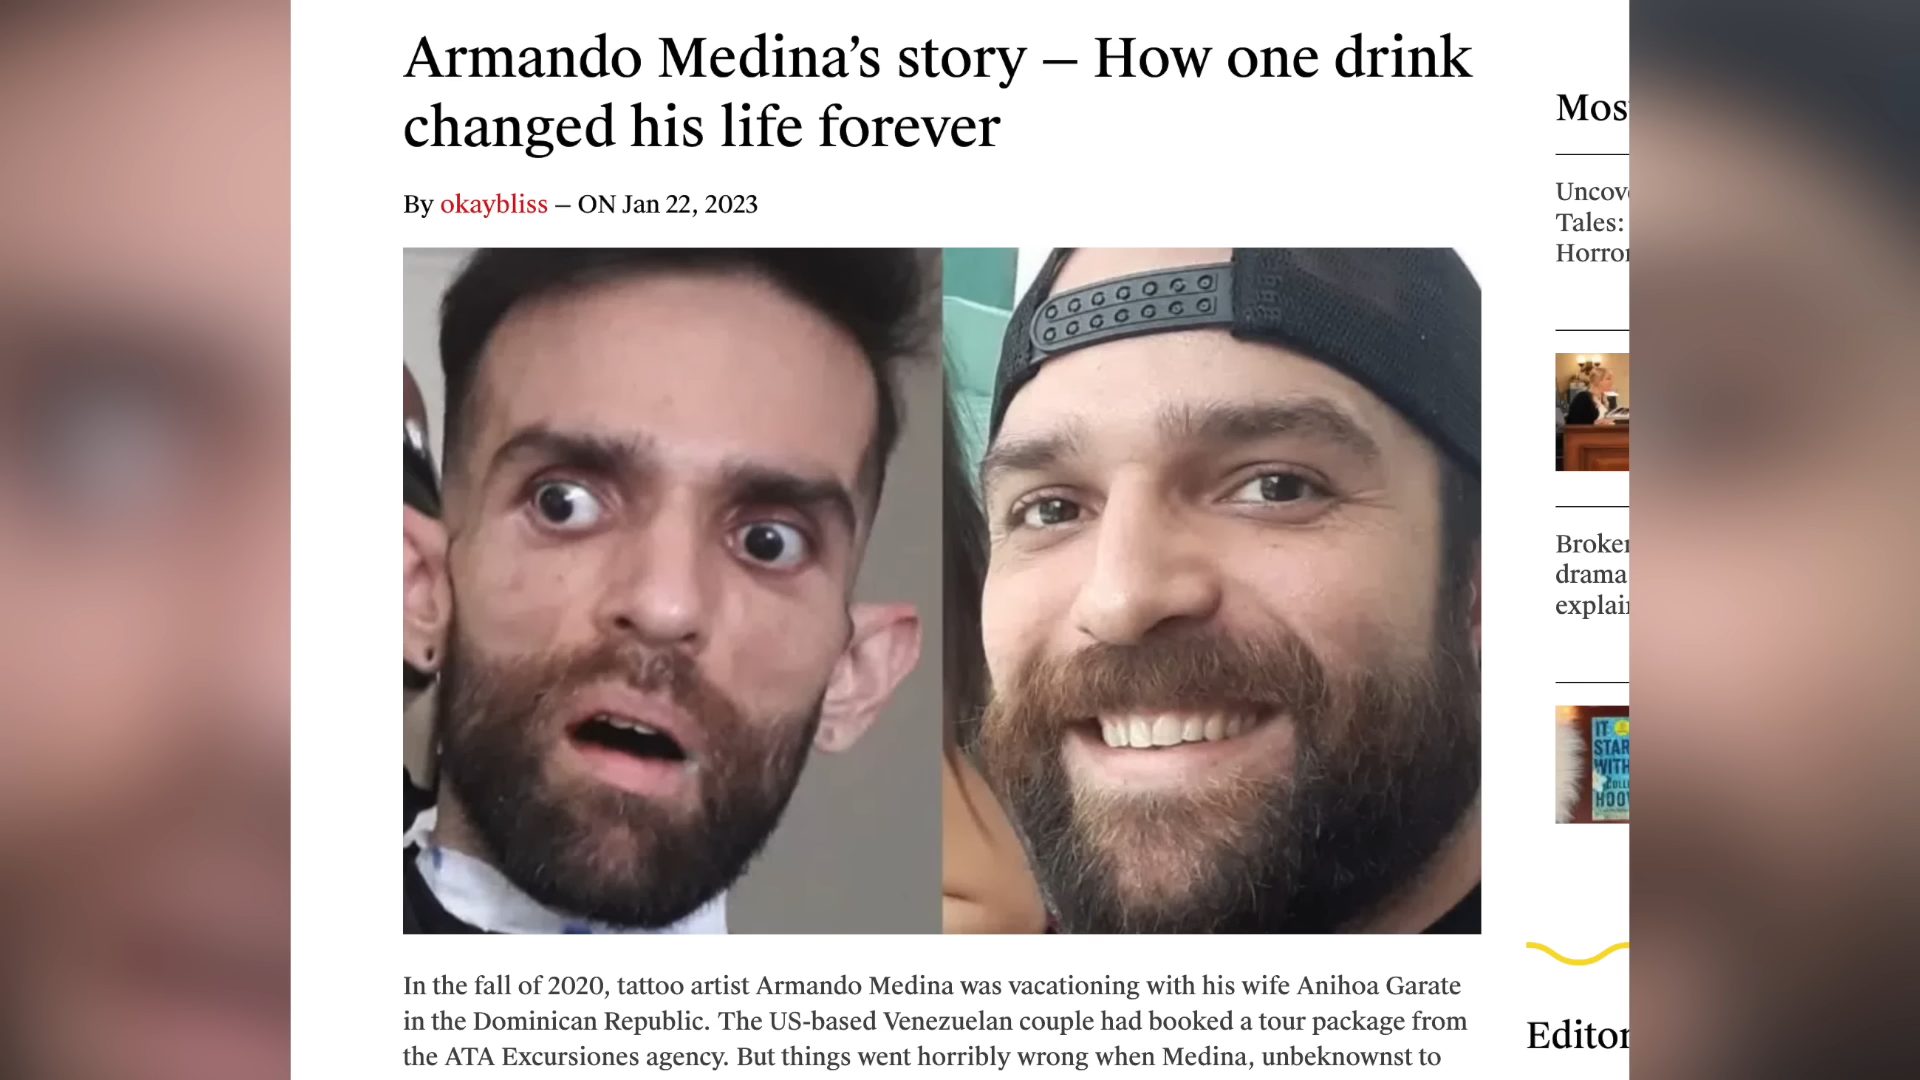 Armando Medina’s story – How one drink
changed his life forever
By okaybliss – ON Jan 22, 2023
In the fall of 2020, tattoo artist Armando Medina was vacationing with his wife Anihoa Garate
in the Dominican Republic. The US-based Venezuelan couple had booked a tour package from
the ATA Excursiones agency. But things went horribly wrong when Medina, unbeknownst to
Tales:
drama
IT
WITH